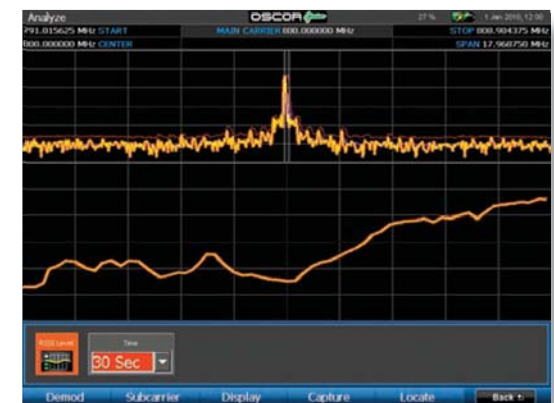 Analyze OSCOR Green 27 % 1 Jan 2010, 12:00
791.015625 MHz START MAIN CARRIER 800.000000 MHz STOP 808.984375 MHz
800.000000 MHz CENTER SPAN 17.968750 MHz
RSSI Level Time
30 Sec
Demod Subcarrier Display Capture Locate Back